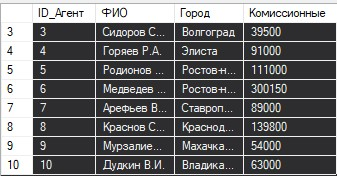 ID_Агент ФИО Город Комиссионные
3 3 Сидоров С... Волгоград 39500
4 4 Горяев Р.А. Элиста 91000
5 5 Родионов ... Ростов-н... 111000
6 6 Медведев ... Ростов-н... 300150
7 7 Арефьев В... Ставроп... 89000
8 8 Краснов С... Краснод... 139800
9 9 Мурзалие... Махачка... 54000
10 10 Дудкин В.И. Владика... 63000